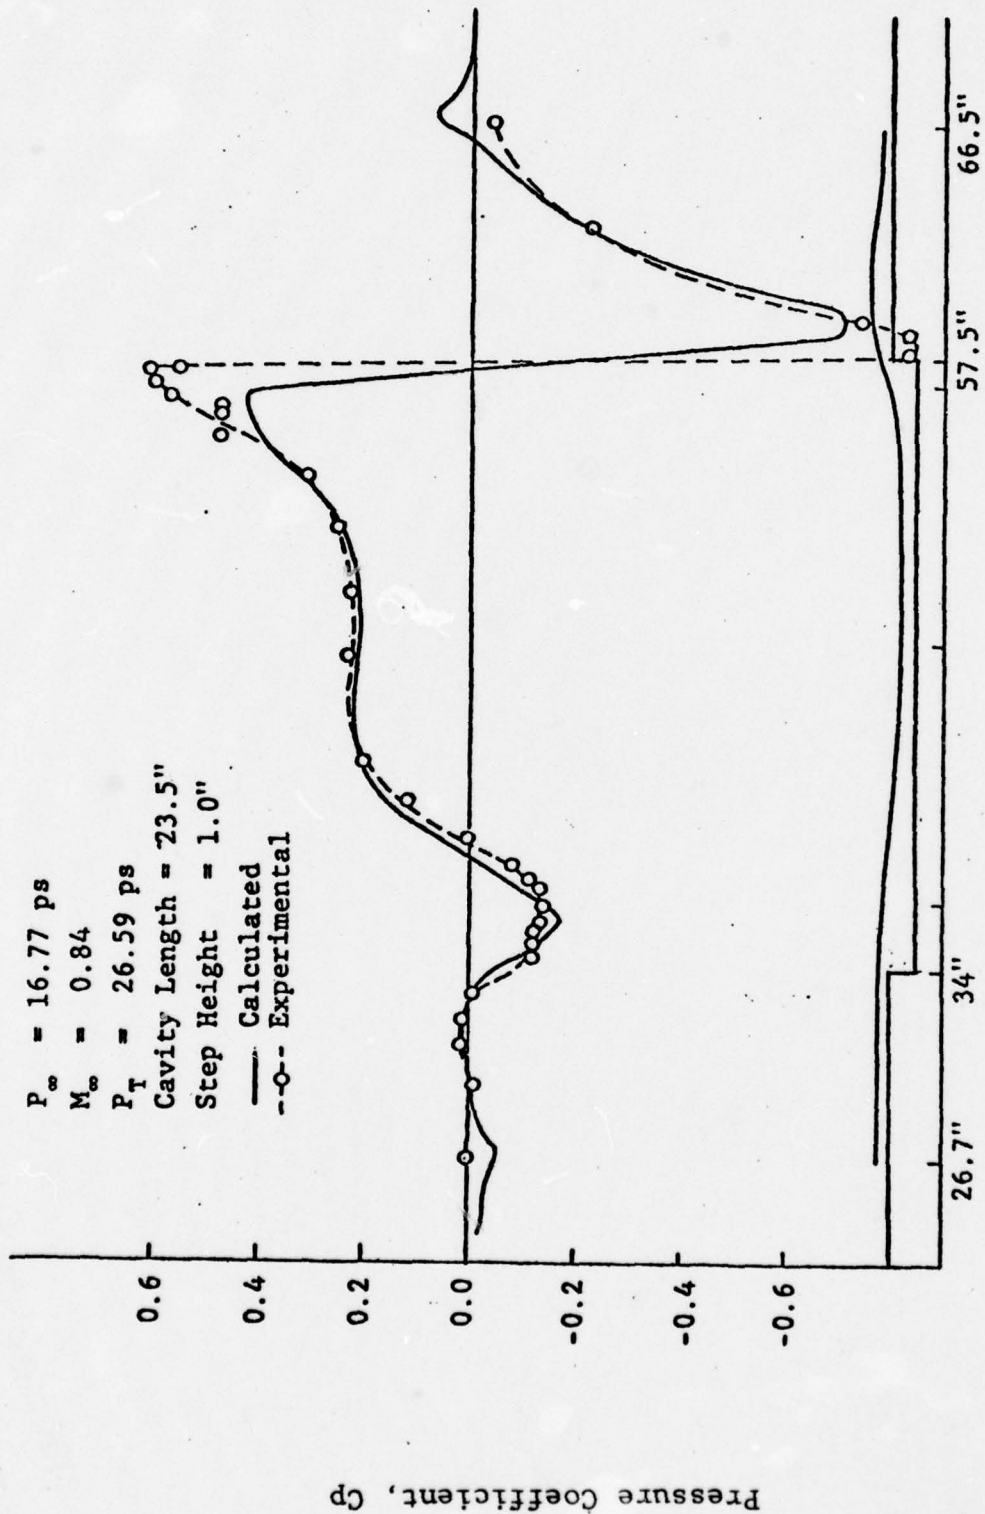 P∞ = 16.77 ps
M∞ = 0.84
PT = 26.59 ps
Cavity Length = 23.5"
Step Height = 1.0"
Calculated
Experimental
0.6
0.4
0.2
0.0
-0.2
-0.4
-0.6
Pressure Coefficient, Cp
26.7"
34"
57.5"
66.5"